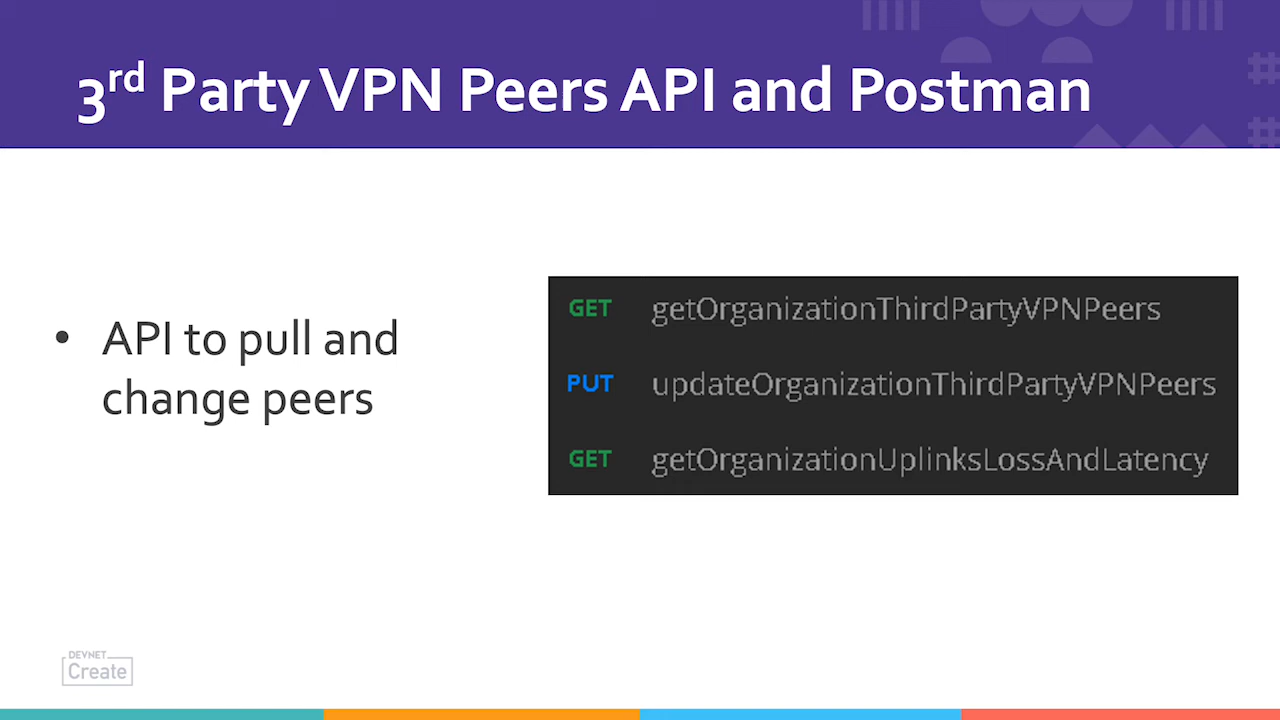 3rd Party VPN Peers API and Postman
• API to pull and
change peers
GET getOrganizationThirdPartyVPNPeers
PUT updateOrganizationThirdPartyVPNPeers
GET getOrganizationUplinksLossAndLatency
DEVNET
Create